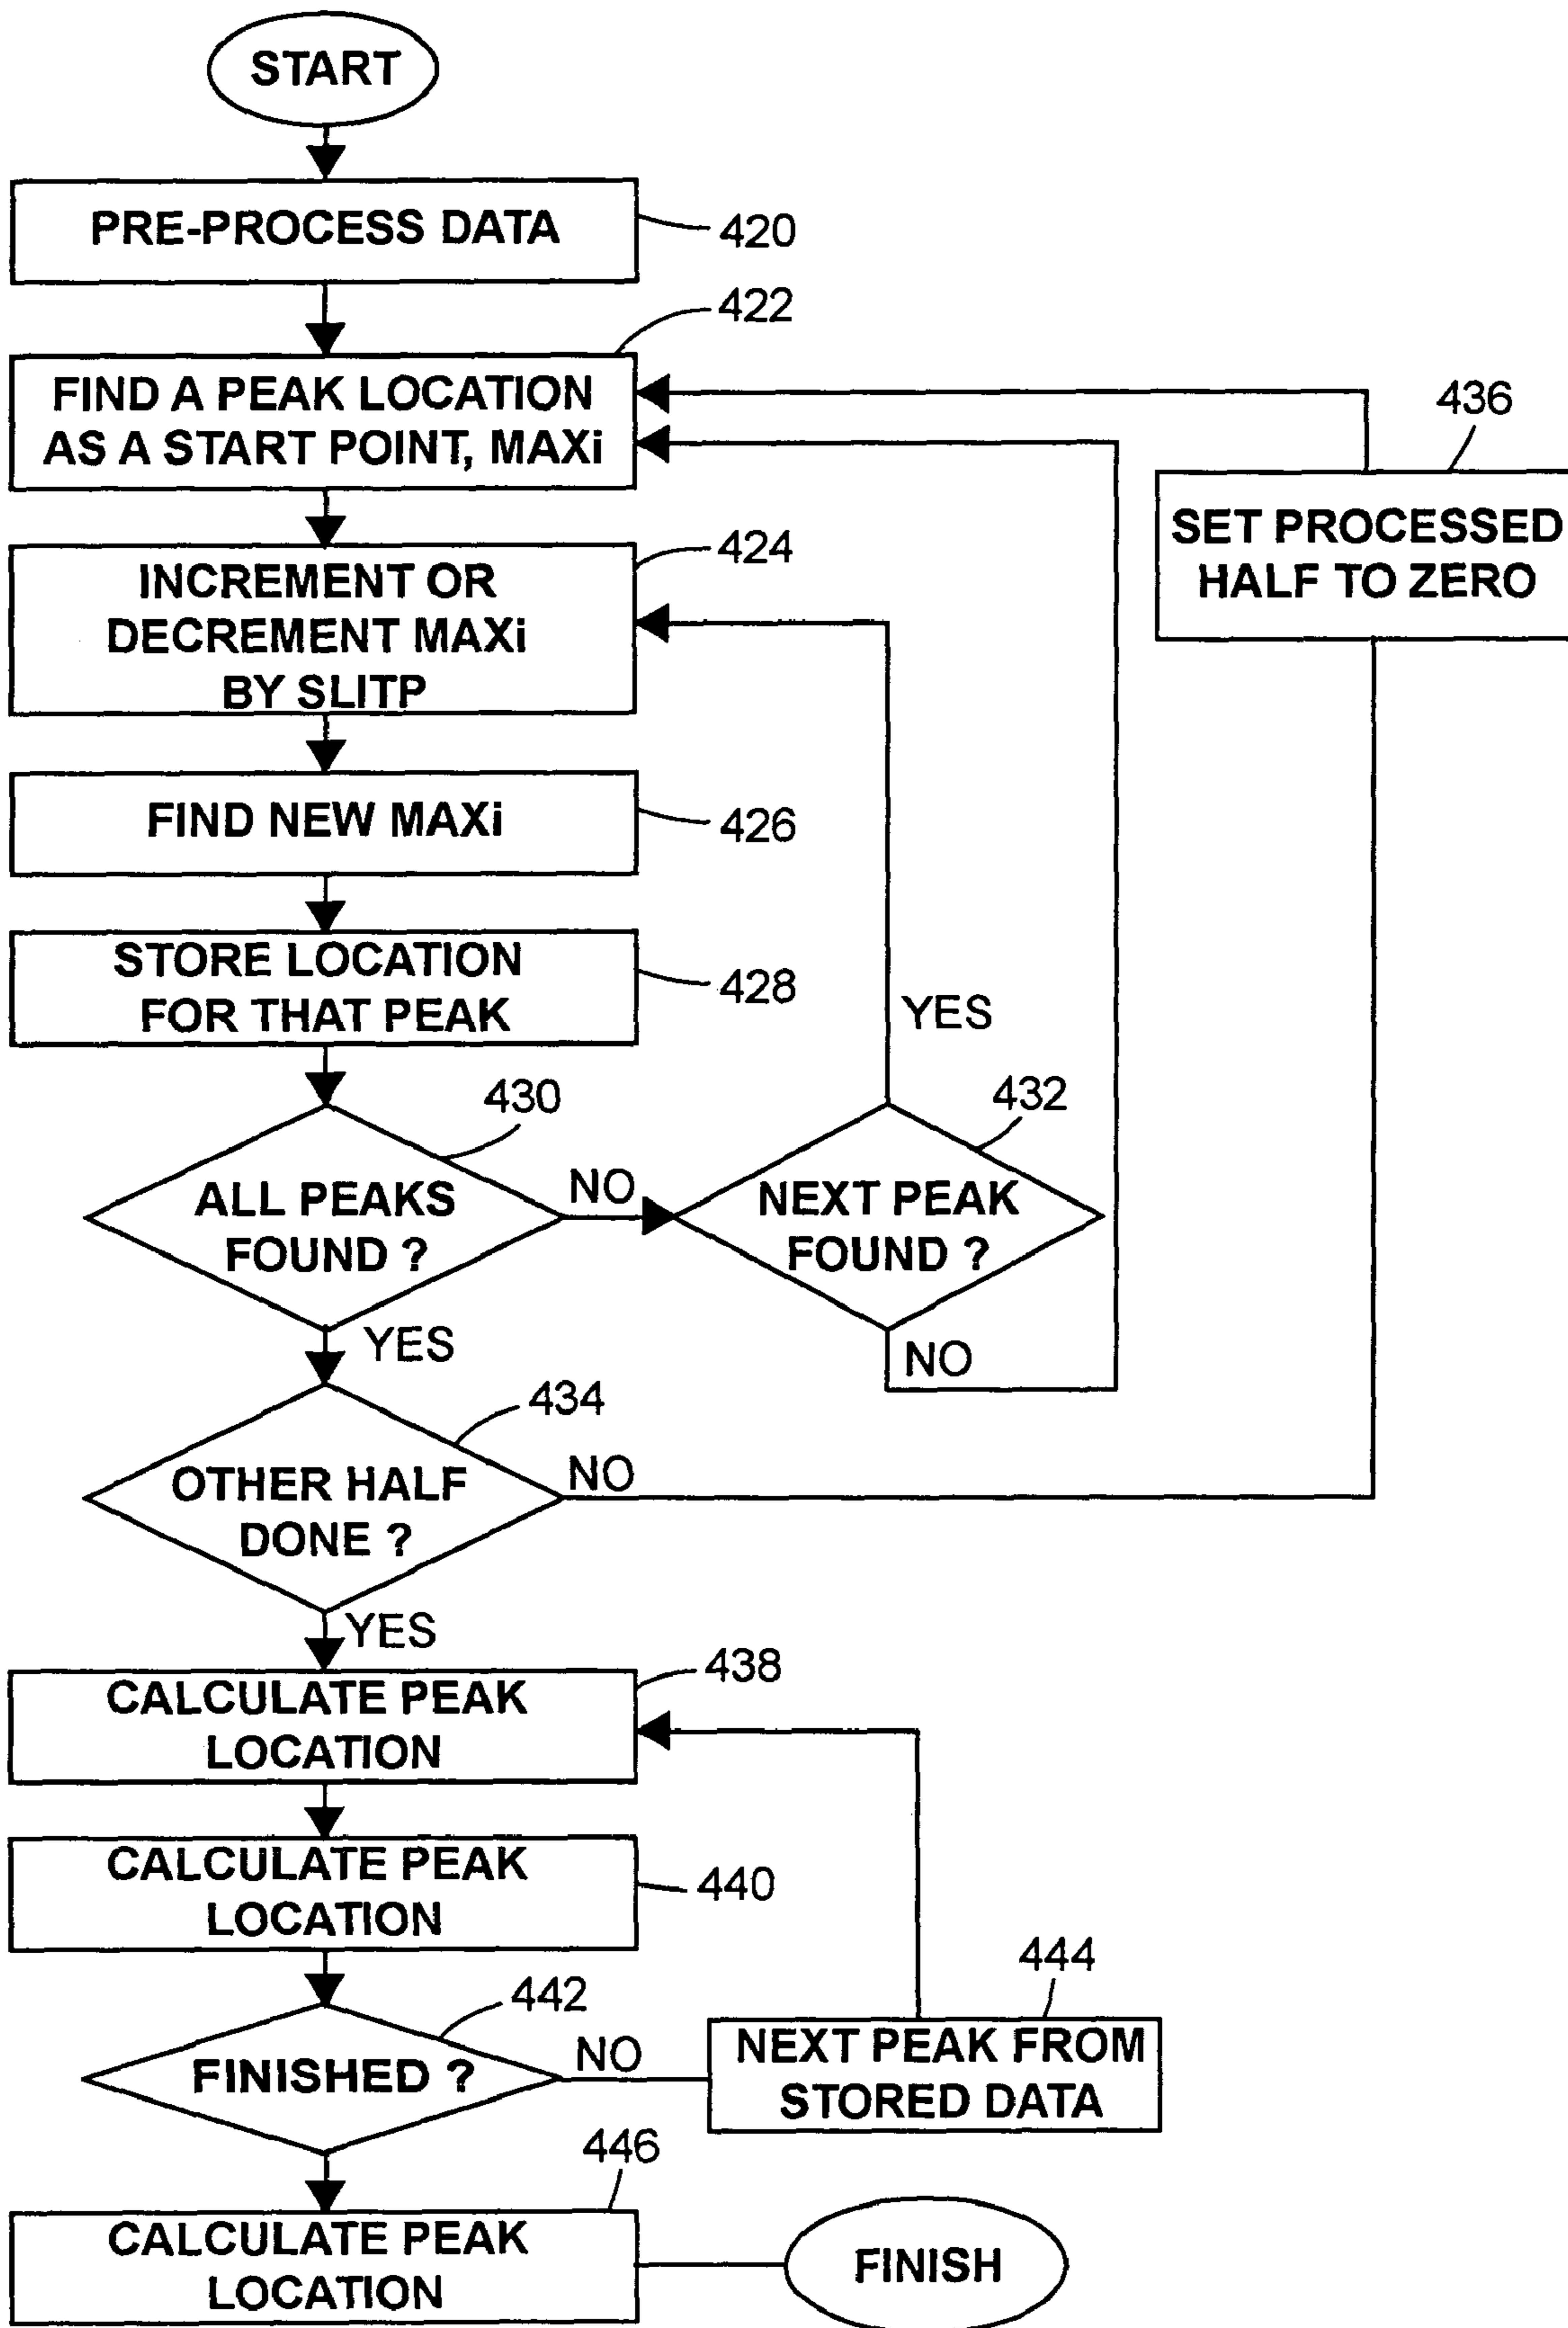 START
PRE-PROCESS DATA
420
422
FIND A PEAK LOCATION
AS A START POINT, MAXi
436
SET PROCESSED
HALF TO ZERO
424
INCREMENT OR
DECREMENT MAXi
BY SLITP
FIND NEW MAXi
426
STORE LOCATION
FOR THAT PEAK
428
YES
430
432
ALL PEAKS
FOUND ?
NO
NEXT PEAK
FOUND ?
YES
NO
434
OTHER HALF
DONE ?
NO
YES
438
CALCULATE PEAK
LOCATION
CALCULATE PEAK
LOCATION
440
442
444
FINISHED ?
NO
NEXT PEAK FROM
STORED DATA
446
CALCULATE PEAK
LOCATION
FINISH